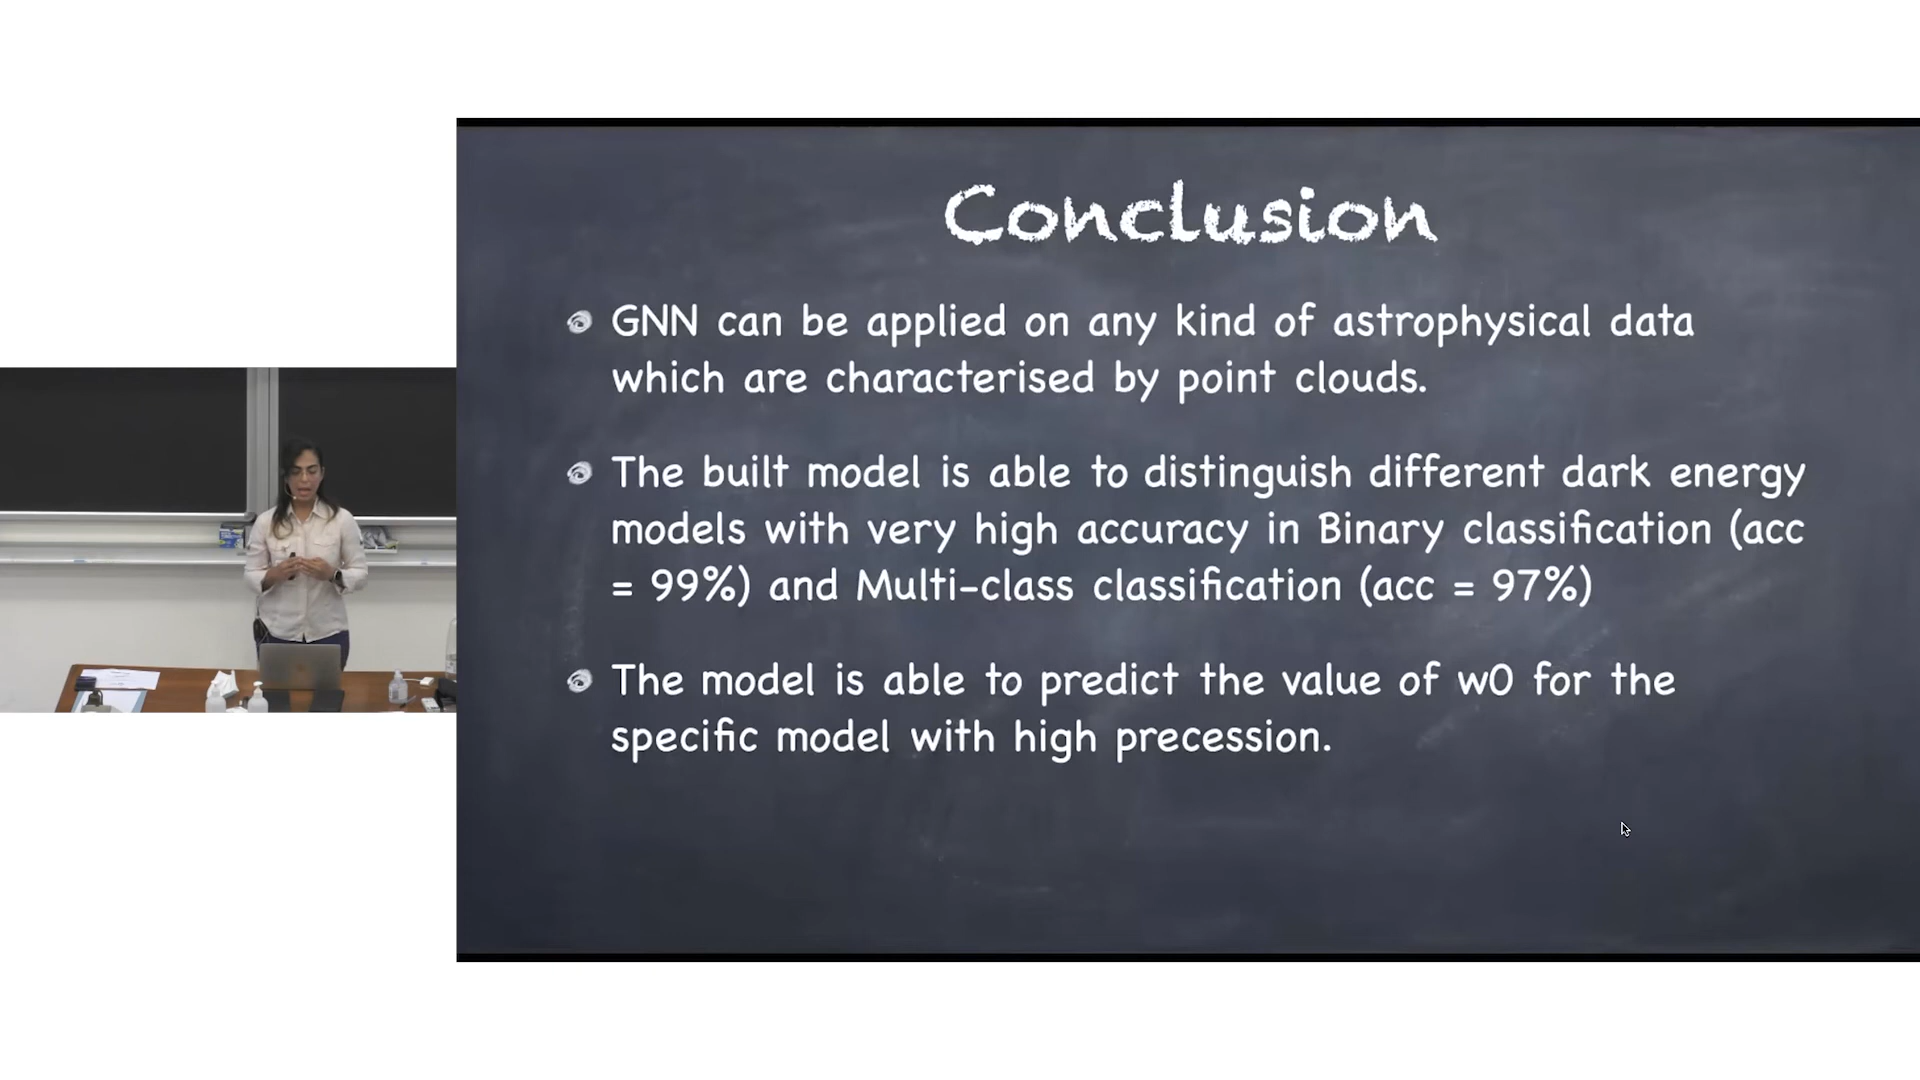 Conclusion
GNN can be applied on any kind of astrophysical data
which are characterised by point clouds.
The built model is able to distinguish different dark energy
models with very high accuracy in Binary classification (acc
= 99%) and Multi-class classification (acc = 97%)
The model is able to predict the value of w0 for the
specific model with high precession.